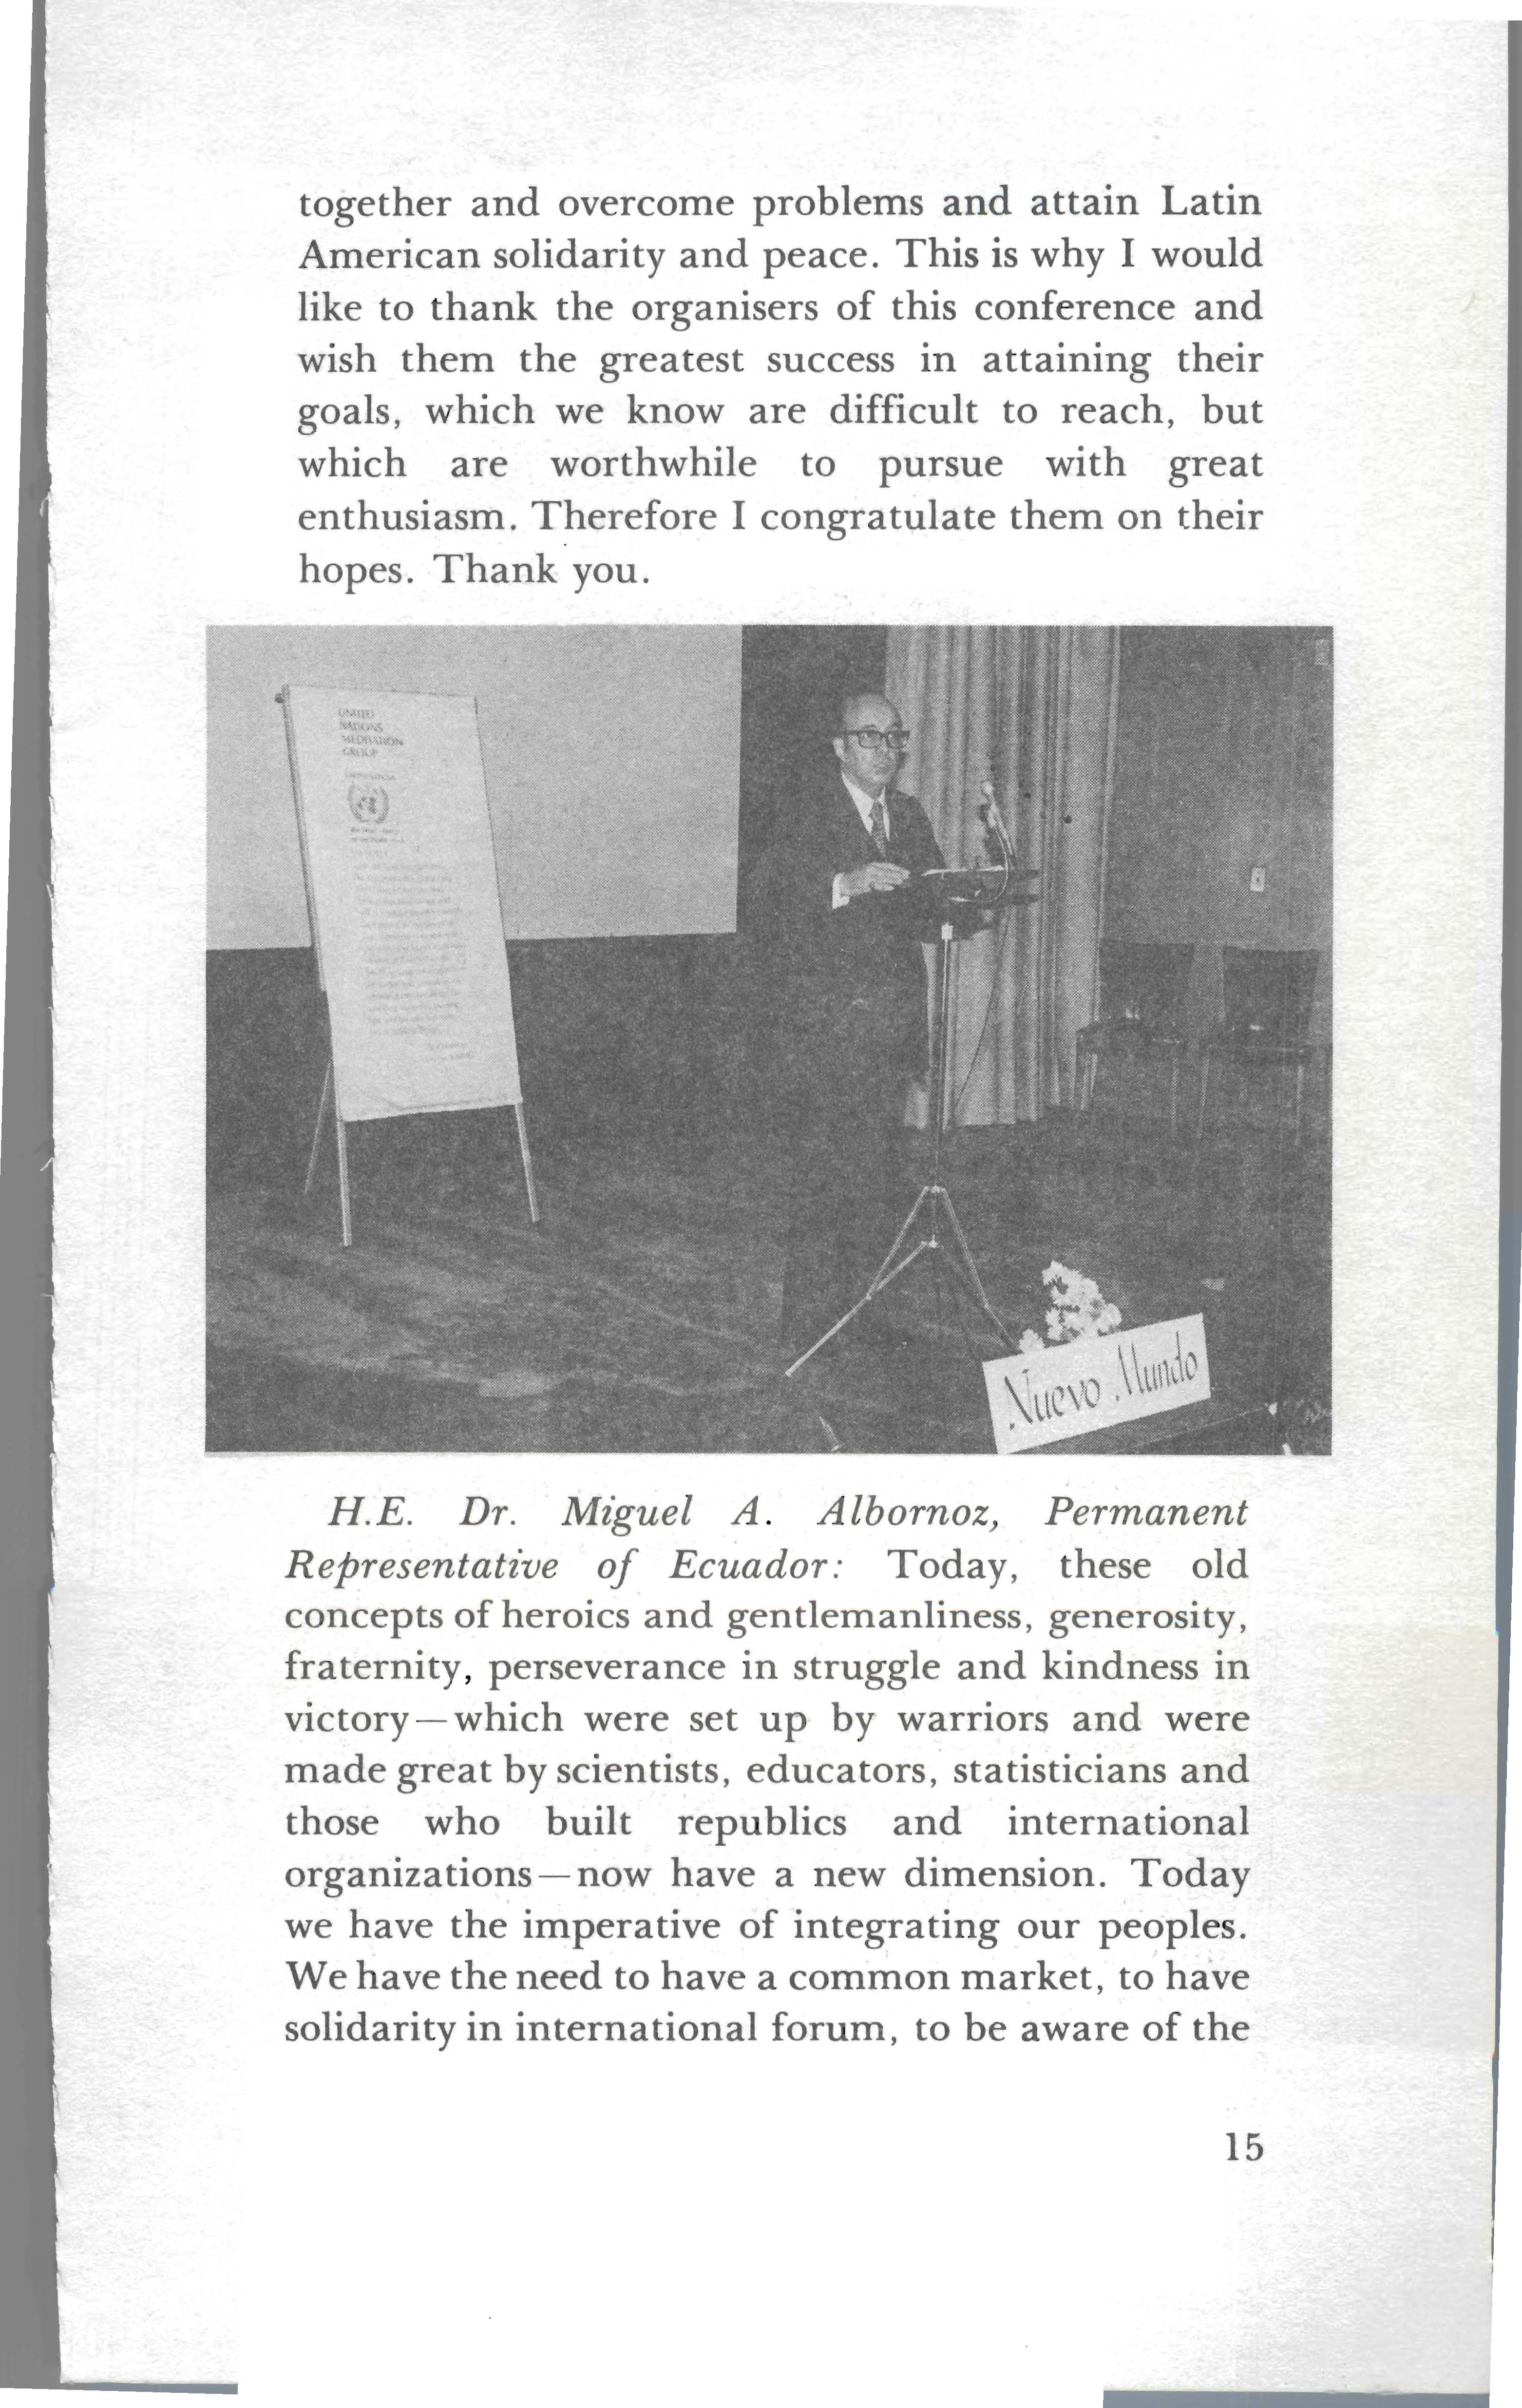 together and overcome problems and attain Latin
American solidarity and peace. This is why I would
like to thank the organisers of this conference and
wish them the greatest success in attaining their
goals, which we know are difficult to reach, but
which are worthwhile to pursue with great
enthusiasm. Therefore I congratulate them on their
hopes. Thank you.
UNITED
NATIONS
MEDITATION
GROUP
Nuevo Mundo
H.E. Dr. Miguel A. Albornoz, Permanent
Representative of Ecuador: Today, these old
concepts of heroics and gentlemanliness, generosity,
fraternity, perseverance in struggle and kindness in
victory—which were set up by warriors and were
made great by scientists, educators, statisticians and
those who built republics and international
organizations—now have a new dimension. Today
we have the imperative of integrating our peoples.
We have the need to have a common market, to have
solidarity in international forum, to be aware of the
15